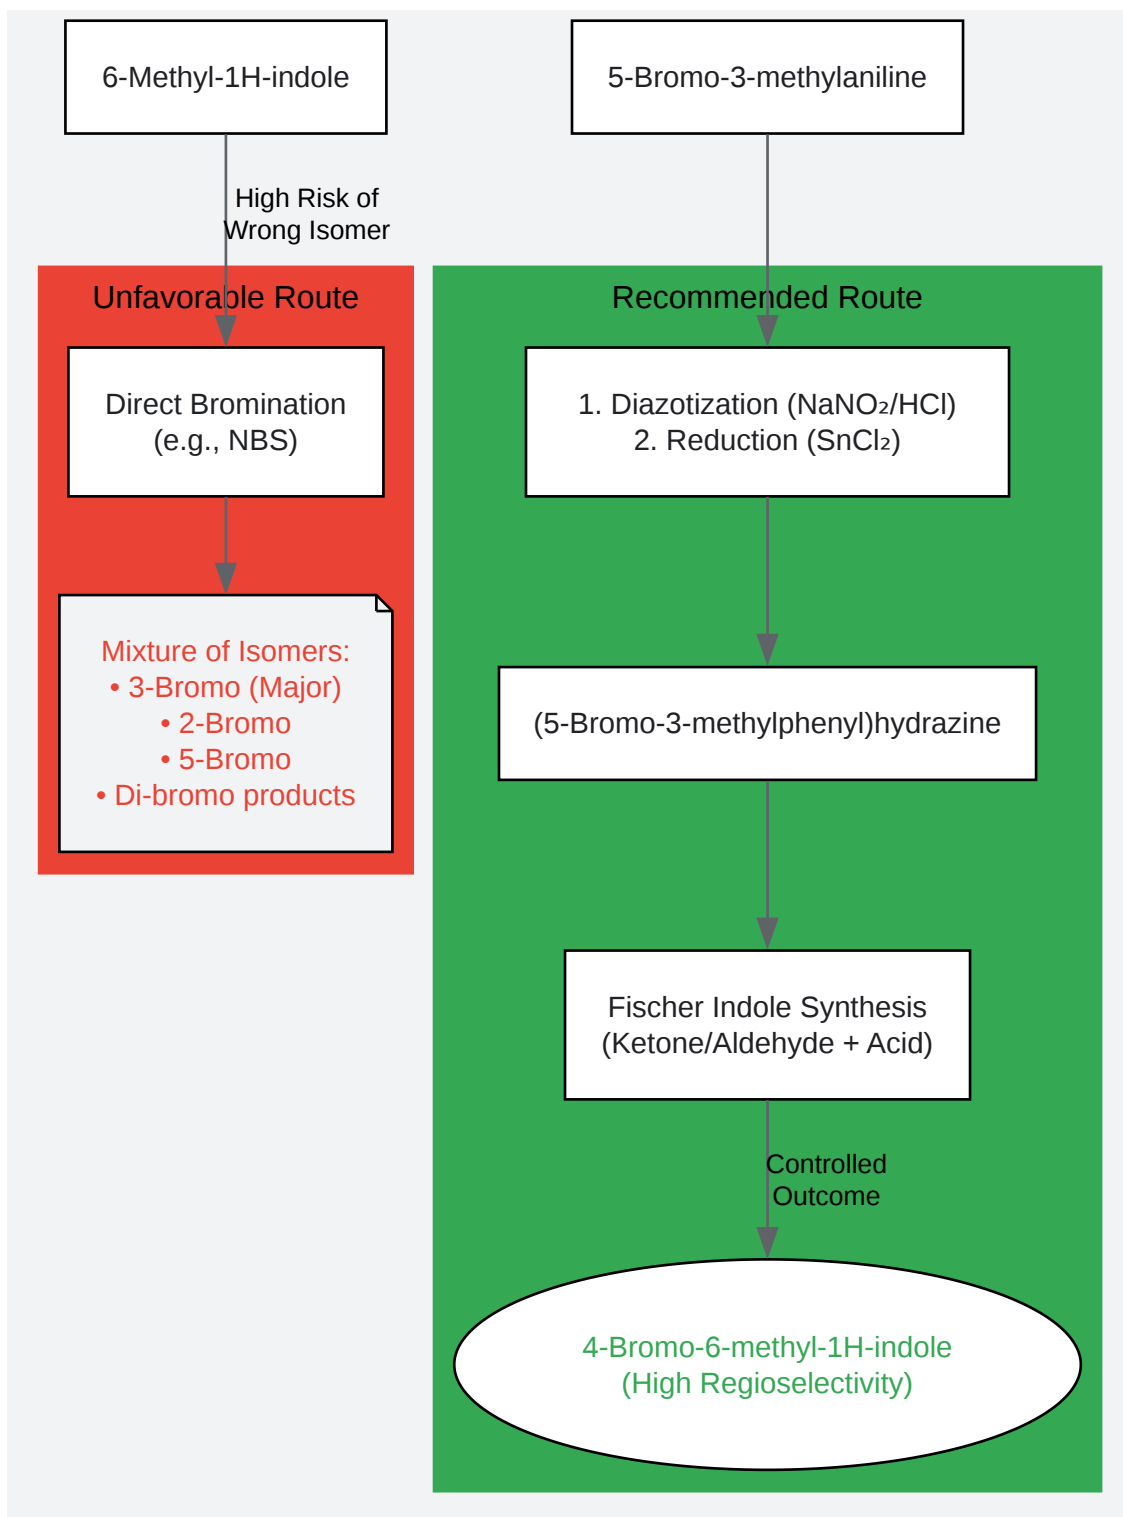 6-Methyl-1H-indole
5-Bromo-3-methylaniline
High Risk of
Wrong Isomer
Unfavorable Route
Recommended Route
Direct Bromination
(e.g., NBS)
1. Diazotization (NaNO₂/HCl)
2. Reduction (SnCl₂)
Mixture of Isomers:
• 3-Bromo (Major)
• 2-Bromo
• 5-Bromo
• Di-bromo products
(5-Bromo-3-methylphenyl)hydrazine
Fischer Indole Synthesis
(Ketone/Aldehyde + Acid)
Controlled
Outcome
4-Bromo-6-methyl-1H-indole
(High Regioselectivity)